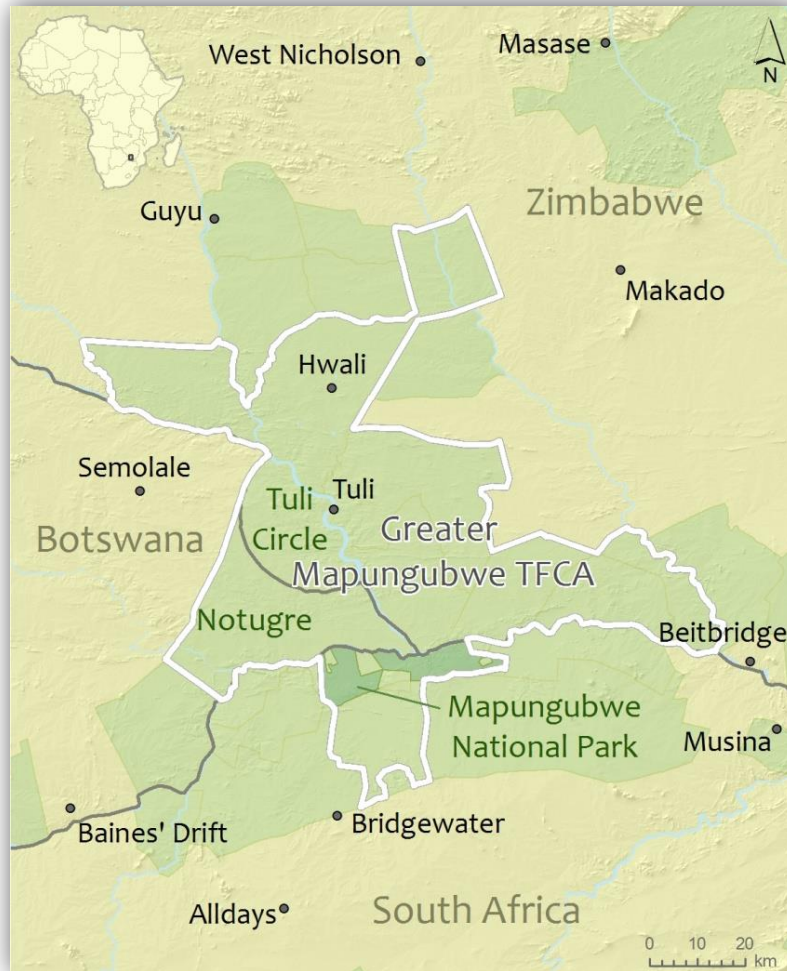 West Nicholson
Masase
N
Zimbabwe
Guyu
Makado
Hwali
Semolale
Tuli
Tuli
Circle
Botswana
Greater
Mapungubwe TFCA
Notugre
Beitbridge
Mapungubwe
National Park
Musina
Baines' Drift
Bridgewater
Alldays
South Africa
0 10 20
km